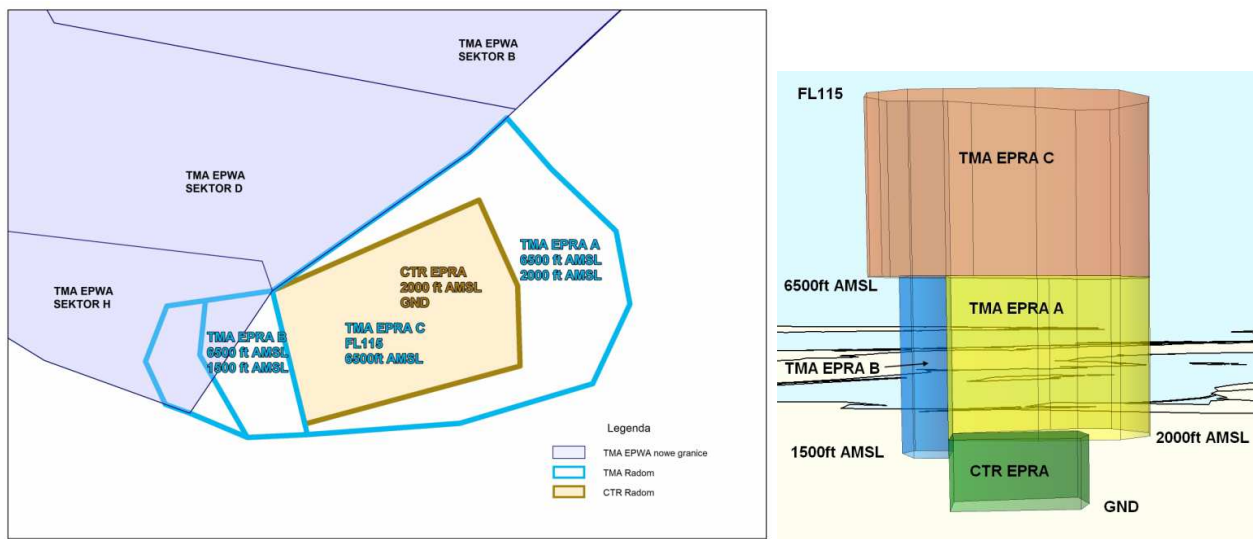 TMA EPWA
SEKTOR B
TMA EPWA
SEKTOR D
TMA EPWA
SEKTOR H
TMA EPRA A
6500 ft AMSL
2000 ft AMSL
CTR EPRA
2000 ft AMSL
GND
TMA EPRA C
FL115
6500ft AMSL
TMA EPRA B
6500 ft AMSL
1500 ft AMSL
Legenda
TMA EPWA nowe granice
TMA Radom
CTR Radom
FL115
TMA EPRA C
6500ft AMSL
TMA EPRA A
TMA EPRA B
1500ft AMSL
2000ft AMSL
CTR EPRA
GND